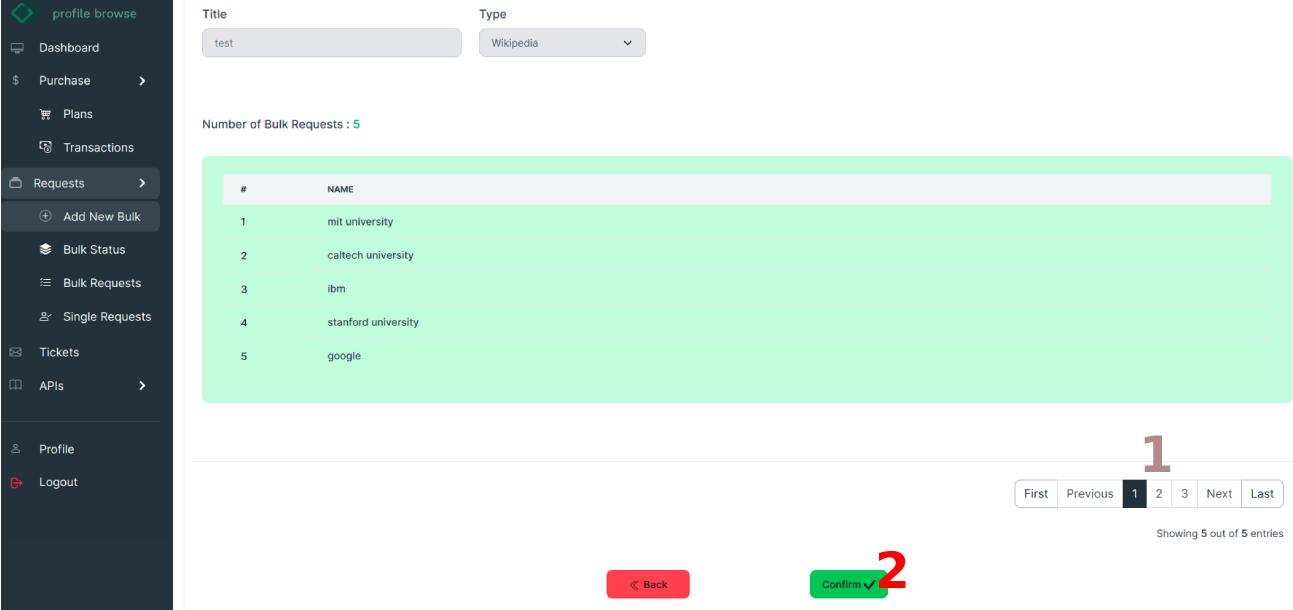 profile browse
Dashboard
Purchase
Plans
Transactions
Requests
Add New Bulk
Bulk Status
Bulk Requests
Single Requests
Tickets
APIs
Profile
Logout
Title Type
test Wikipedia
Number of Bulk Requests : 5
# NAME
1 mit university
2 caltech university
3 ibm
4 stanford university
5 google
1
First Previous 1 2 3 Next Last
Showing 5 out of 5 entries
Back Confirm 2